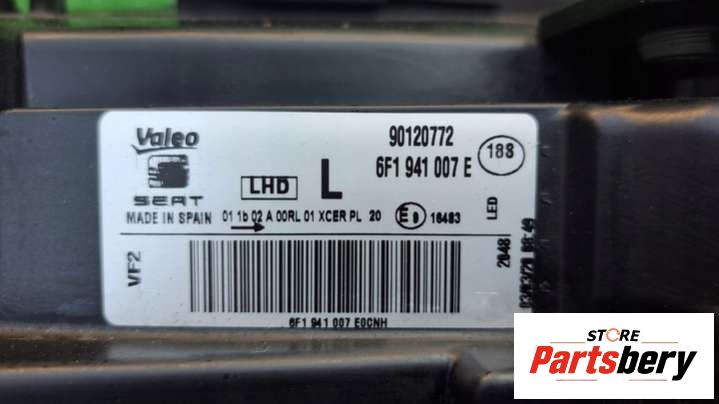 Valeo
SEAT
LHD
L
90120772
6F1 941 007 E
188
MADE IN SPAIN
01 1b 02 A 00RL 01 XCER PL 20
E9
16483
LED
2048
VF2
6F1 941 007 E0CNH
STORE
Partsbery